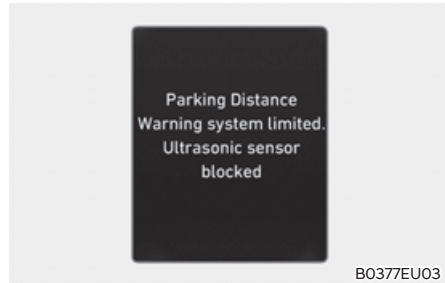 Parking Distance
Warning system limited.
Ultrasonic sensor
blocked
B0377EU03